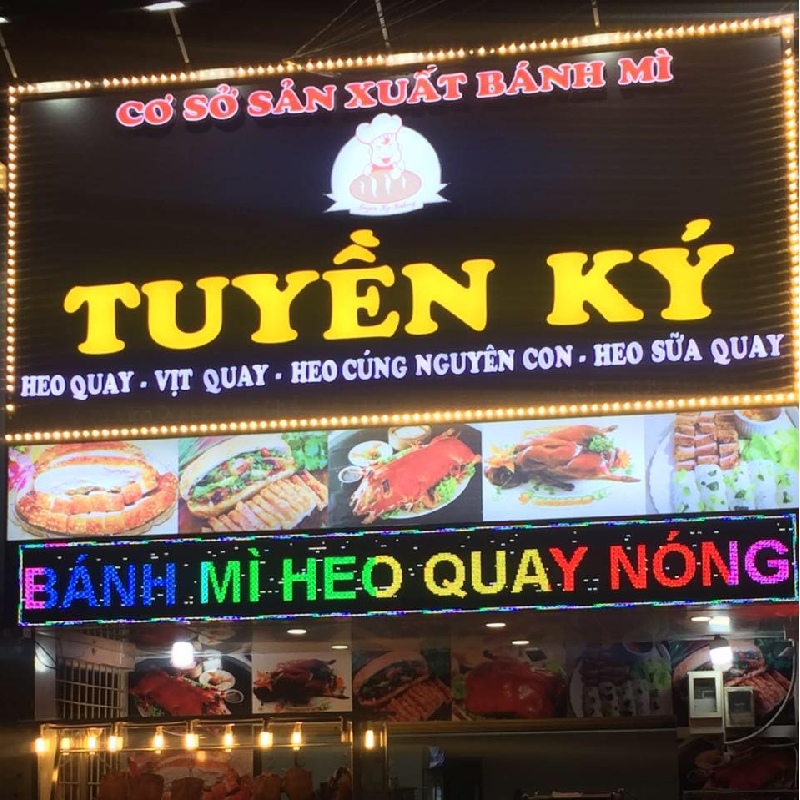 CƠ SỞ SẢN XUẤT BÁNH MÌ
TUYỀN KÝ
HEO QUAY - VỊT QUAY - HEO CÚNG NGUYÊN CON - HEO SỮA QUAY
BÁNH MÌ HEO QUAY NÓNG